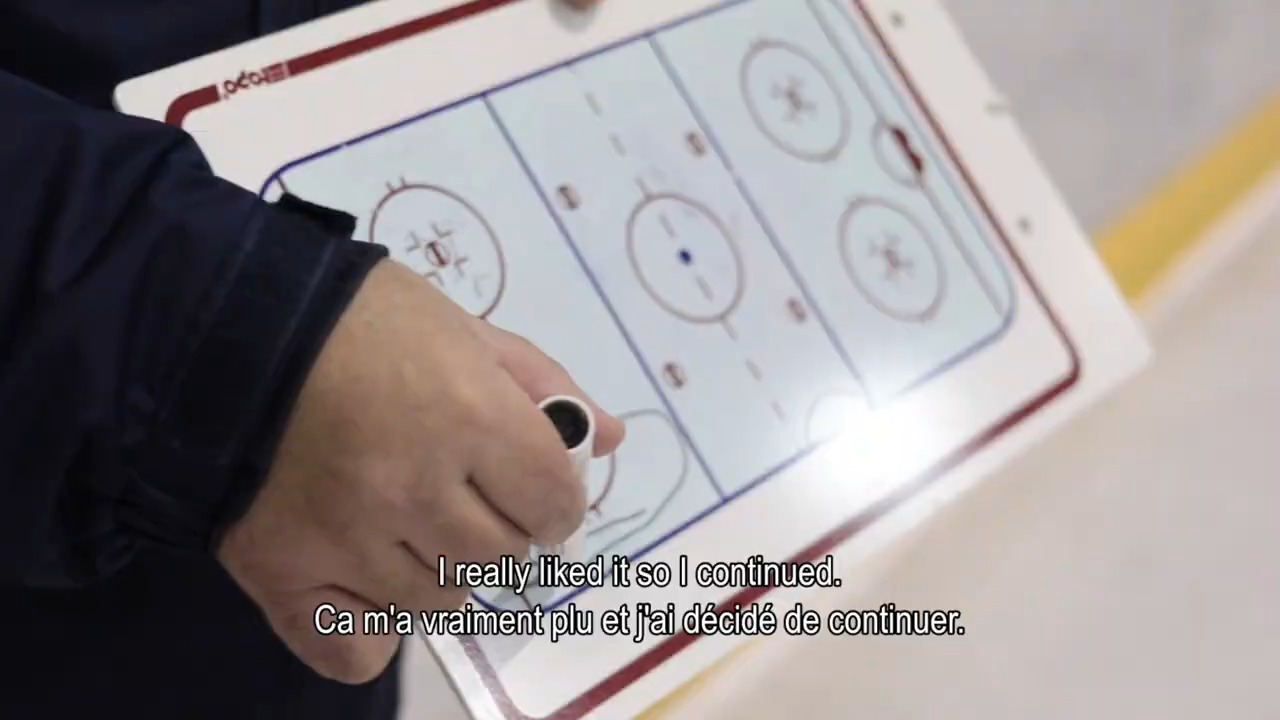 I really liked it so I continued.
Ca m'a vraiment plu et j'ai décidé de continuer.